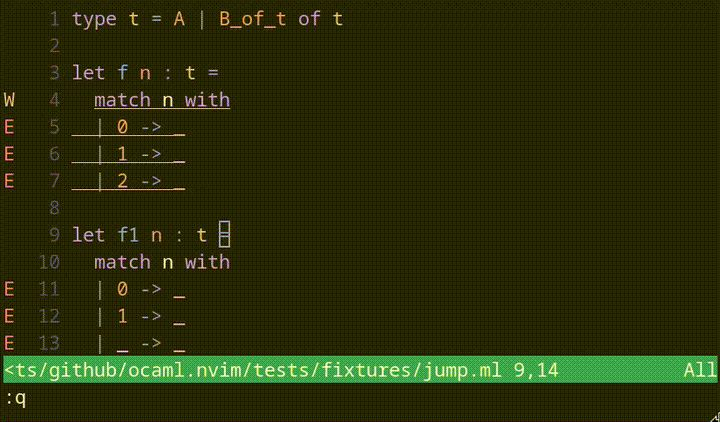 1 type t = A | B_of_t of t
2
3 let f n : t =
W 4 match n with
E 5 | 0 -> _
E 6 | 1 -> _
E 7 | 2 -> _
8
9 let f1 n : t =
10 match n with
E 11 | 0 -> _
E 12 | 1 -> _
E 13 | _ -> _
<ts/github/ocaml.nvim/tests/fixtures/jump.ml 9,14 All
:q